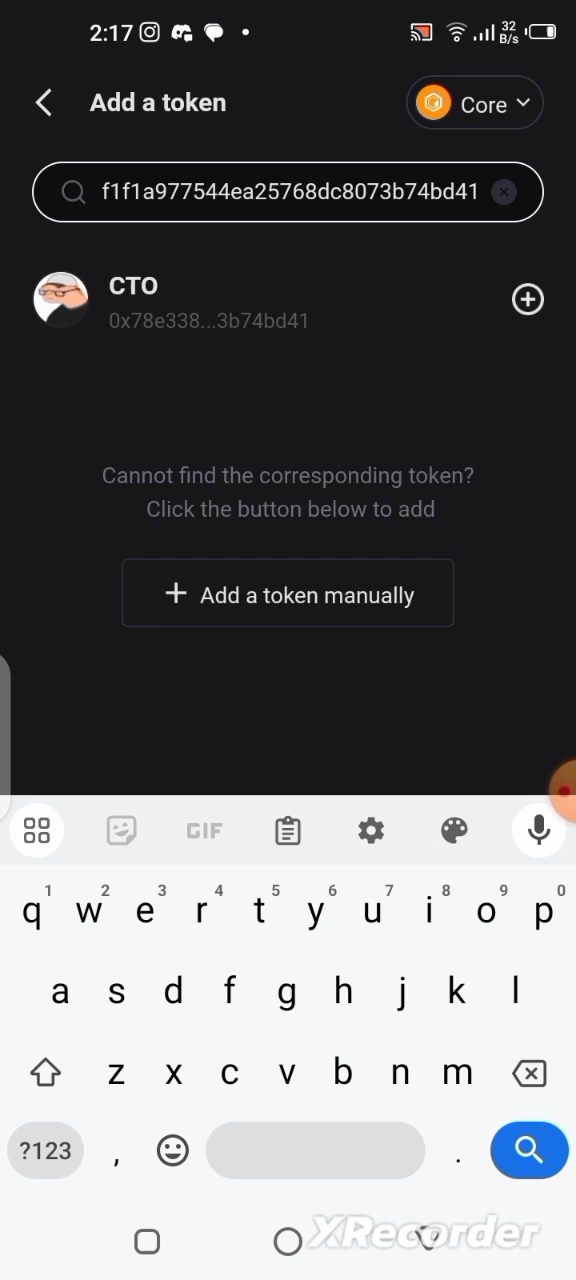 2:17
32
B/s
Add a token
Core
f1f1a977544ea25768dc8073b74bd41
CTO
0x78e338...3b74bd41
Cannot find the corresponding token?
Click the button below to add
+ Add a token manually
GIF
1 2 3 4 5 6 7 8 9 0
q w e r t y u i o p
a s d f g h j k l
z x c v b n m
?123 , .
XRecorder